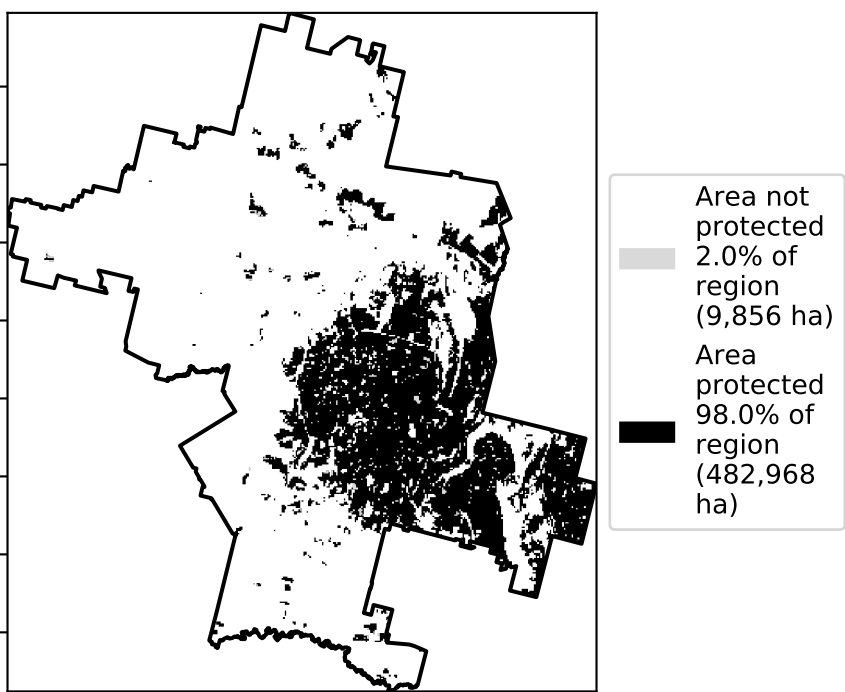 Area not
protected
2.0% of
region
(9,856 ha)
Area
protected
98.0% of
region
(482,968
ha)